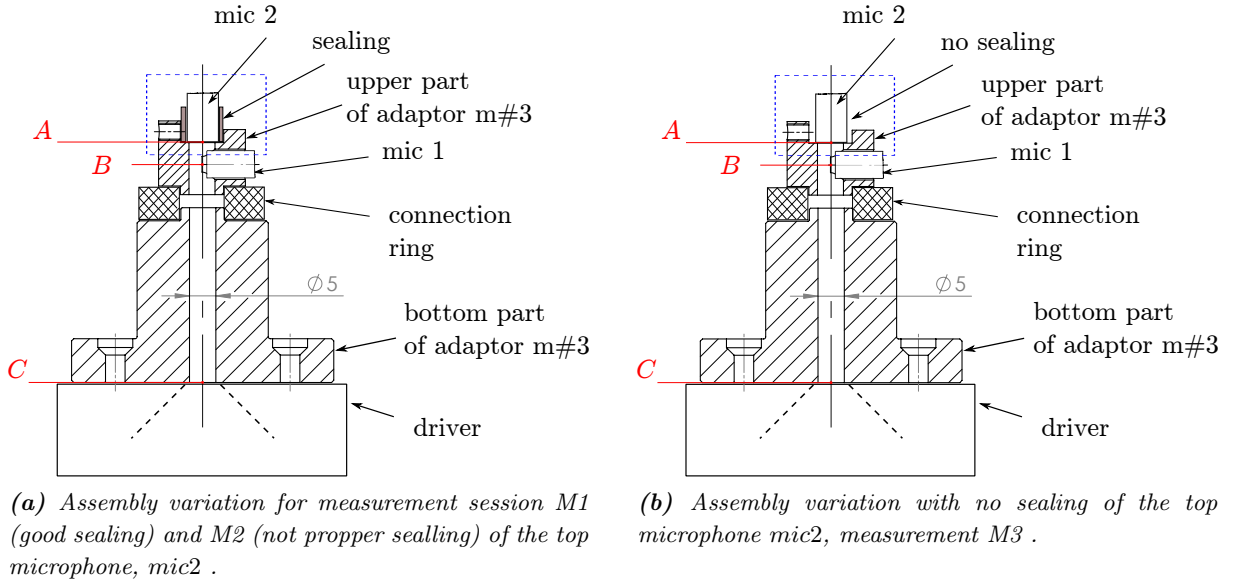 mic 2
sealing
upper part
of adaptor m#3
mic 1
A
B
connection
ring
∅5
bottom part
of adaptor m#3
C
driver
(a) Assembly variation for measurement session M1
(good sealing) and M2 (not propper sealling) of the top
microphone, mic2 .
mic 2
no sealing
upper part
of adaptor m#3
mic 1
A
B
connection
ring
∅5
bottom part
of adaptor m#3
C
driver
(b) Assembly variation with no sealing of the top
microphone mic2, measurement M3 .